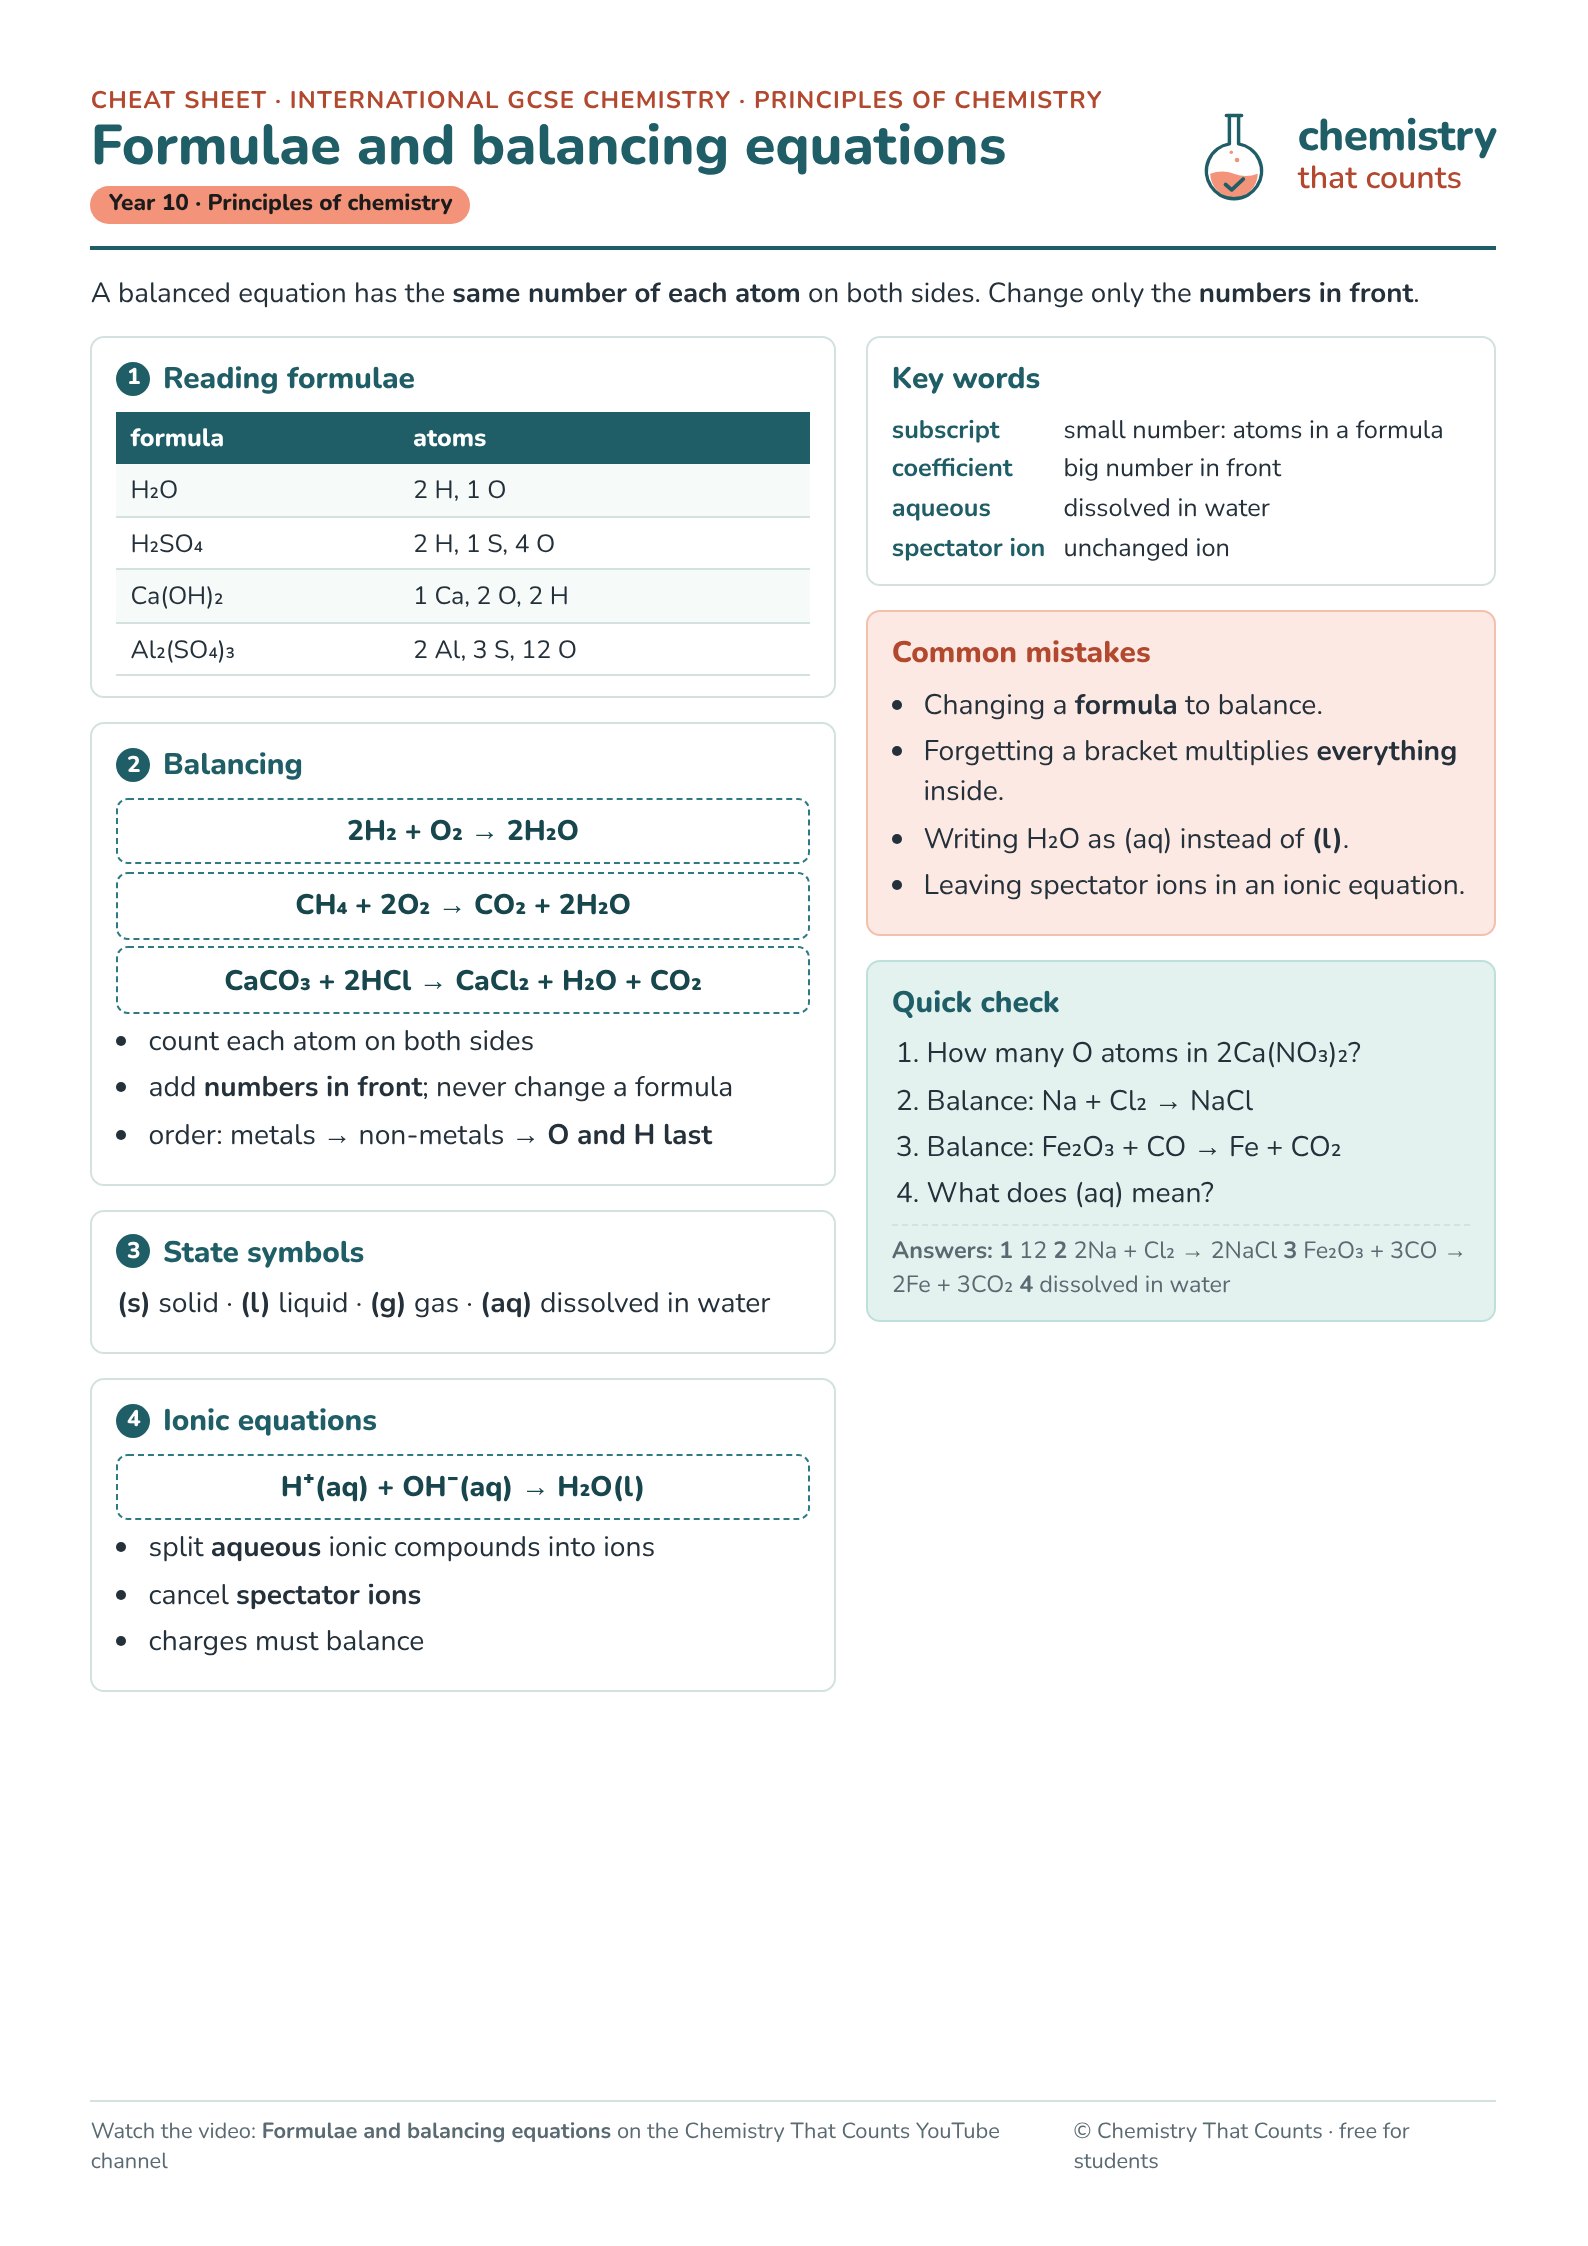 CHEAT SHEET · INTERNATIONAL GCSE CHEMISTRY · PRINCIPLES OF CHEMISTRY
Formulae and balancing equations
Year 10 · Principles of chemistry
chemistry
that counts
A balanced equation has the same number of each atom on both sides. Change only the numbers in front.
1 Reading formulae
formula atoms
H₂O 2 H, 1 O
H₂SO₄ 2 H, 1 S, 4 O
Ca(OH)₂ 1 Ca, 2 O, 2 H
Al₂(SO₄)₃ 2 Al, 3 S, 12 O
2 Balancing
2H₂ + O₂ → 2H₂O
CH₄ + 2O₂ → CO₂ + 2H₂O
CaCO₃ + 2HCl → CaCl₂ + H₂O + CO₂
• count each atom on both sides
• add numbers in front; never change a formula
• order: metals → non-metals → O and H last
3 State symbols
(s) solid · (l) liquid · (g) gas · (aq) dissolved in water
4 Ionic equations
H⁺(aq) + OH⁻(aq) → H₂O(l)
• split aqueous ionic compounds into ions
• cancel spectator ions
• charges must balance
Key words
subscript small number: atoms in a formula
coefficient big number in front
aqueous dissolved in water
spectator ion unchanged ion
Common mistakes
• Changing a formula to balance.
• Forgetting a bracket multiplies everything
inside.
• Writing H₂O as (aq) instead of (l).
• Leaving spectator ions in an ionic equation.
Quick check
1. How many O atoms in 2Ca(NO₃)₂?
2. Balance: Na + Cl₂ → NaCl
3. Balance: Fe₂O₃ + CO → Fe + CO₂
4. What does (aq) mean?
Answers: 1 12 2 2Na + Cl₂ → 2NaCl 3 Fe₂O₃ + 3CO →
2Fe + 3CO₂ 4 dissolved in water
Watch the video: Formulae and balancing equations on the Chemistry That Counts YouTube
channel
© Chemistry That Counts · free for
students